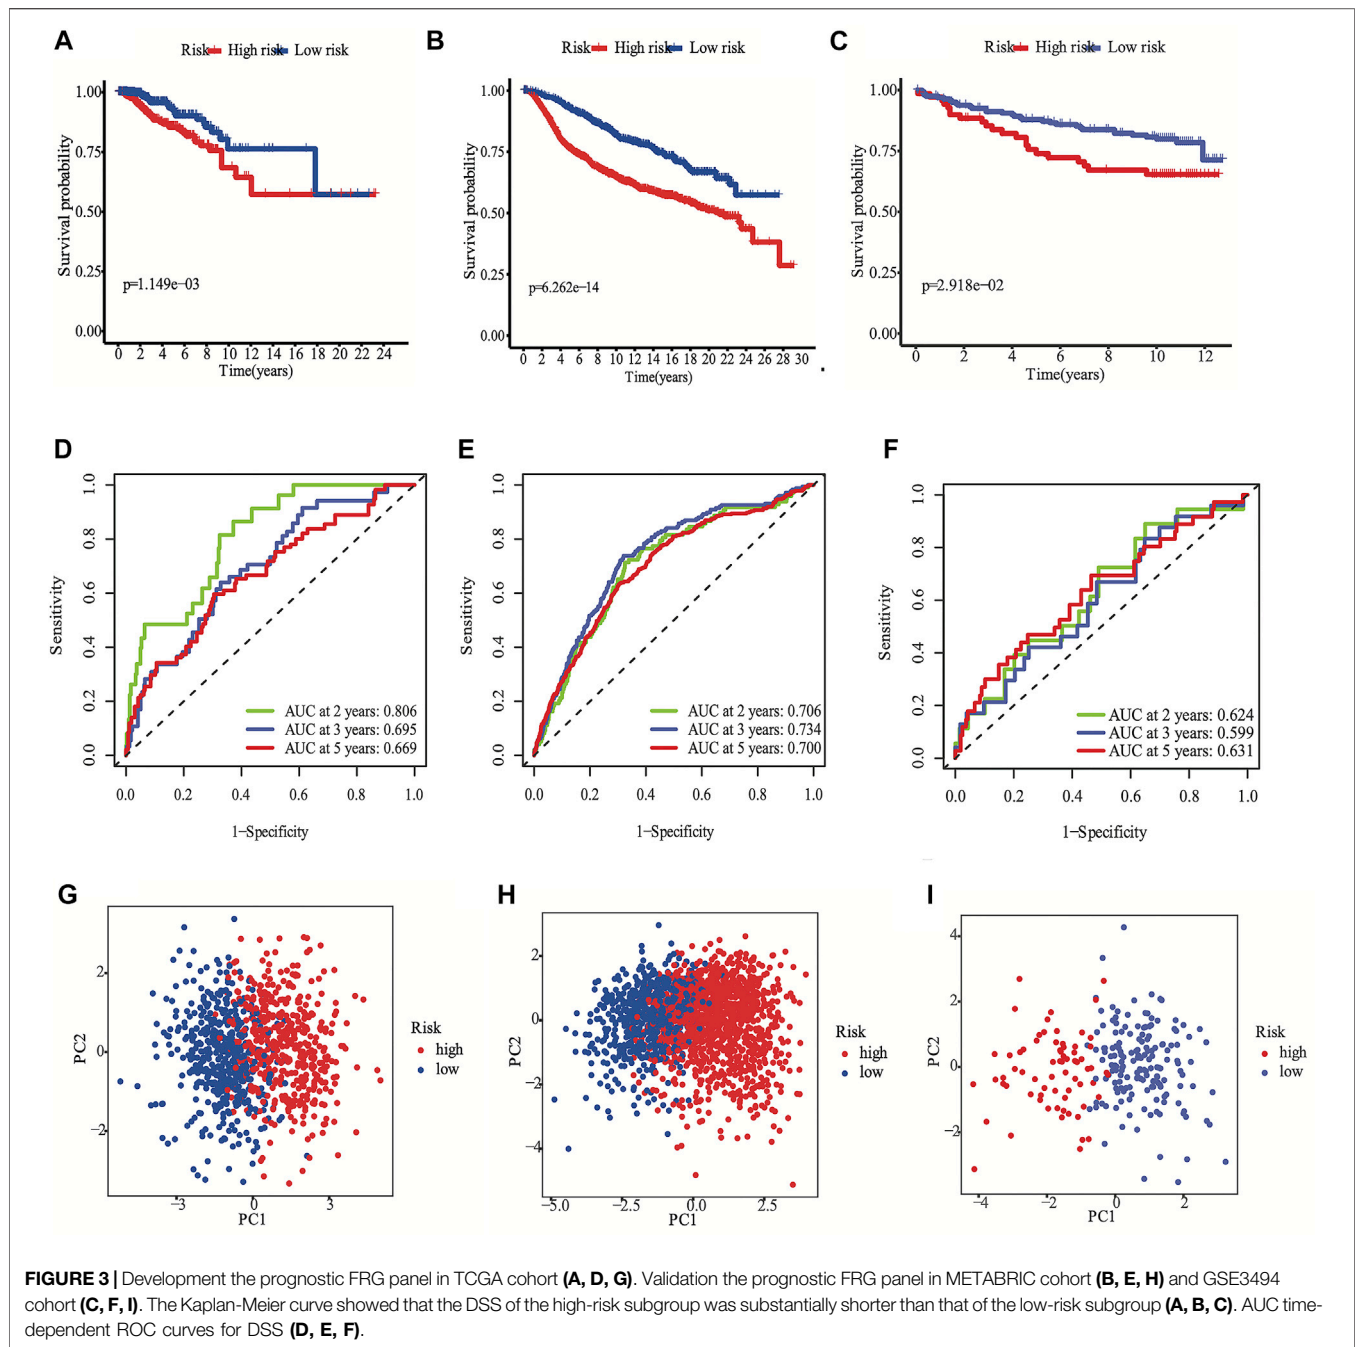 A
Risk High risk Low risk
1.00
0.75
0.50
0.25
0.00
Survival probability
p=1.149e−03
0 2 4 6 8 10 12 14 16 18 20 22 24
Time(years)
B
Risk High risk Low risk
1.00
0.75
0.50
0.25
0.00
Survival probability
p=6.262e−14
0 2 4 6 8 10 12 14 16 18 20 22 24 26 28 30
Time(years)
C
Risk High risk Low risk
1.00
0.75
0.50
0.25
0.00
Survival probability
p=2.918e−02
0 2 4 6 8 10 12
Time(years)
D
1.0
0.8
0.6
0.4
0.2
0.0
Sensitivity
AUC at 2 years: 0.806
AUC at 3 years: 0.695
AUC at 5 years: 0.669
0.0 0.2 0.4 0.6 0.8 1.0
1−Specificity
E
1.0
0.8
0.6
0.4
0.2
0.0
Sensitivity
AUC at 2 years: 0.706
AUC at 3 years: 0.734
AUC at 5 years: 0.700
0.0 0.2 0.4 0.6 0.8 1.0
1−Specificity
F
1.0
0.8
0.6
0.4
0.2
0.0
Sensitivity
AUC at 2 years: 0.624
AUC at 3 years: 0.599
AUC at 5 years: 0.631
0.0 0.2 0.4 0.6 0.8 1.0
1−Specificity
G
2
0
−2
PC2
−3 0 3
PC1
Risk
high
low
H
2
0
−2
−4
PC2
−5.0 −2.5 0.0 2.5
PC1
Risk
high
low
I
4
2
0
−2
PC2
−4 −2 0 2
PC1
Risk
high
low
FIGURE 3 | Development the prognostic FRG panel in TCGA cohort (A, D, G). Validation the prognostic FRG panel in METABRIC cohort (B, E, H) and GSE3494
cohort (C, F, I). The Kaplan-Meier curve showed that the DSS of the high-risk subgroup was substantially shorter than that of the low-risk subgroup (A, B, C). AUC time-
dependent ROC curves for DSS (D, E, F).